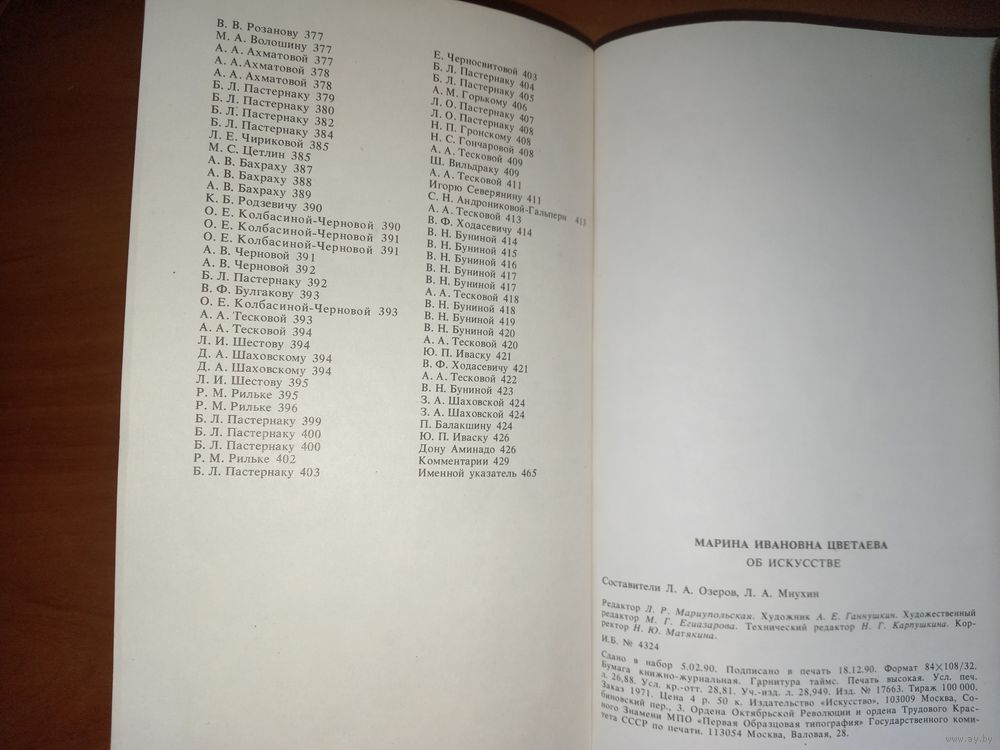 В. В. Розанову 377
М. А. Волошину 377
А. А. Ахматовой 377
А. А. Ахматовой 378
А. А. Ахматовой 378
Б. Л. Пастернаку 379
Б. Л. Пастернаку 380
Б. Л. Пастернаку 382
Б. Л. Пастернаку 384
Л. Е. Чириковой 385
М. С. Цетлин 385
А. В. Бахраху 387
А. В. Бахраху 388
А. В. Бахраху 389
К. Б. Родзевичу 390
О. Е. Колбасиной-Черновой 390
О. Е. Колбасиной-Черновой 391
О. Е. Колбасиной-Черновой 391
А. В. Черновой 391
А. В. Черновой 392
Б. Л. Пастернаку 392
В. Ф. Булгакову 393
О. Е. Колбасиной-Черновой 393
А. А. Тесковой 393
А. А. Тесковой 394
Л. И. Шестову 394
Д. А. Шаховскому 394
Д. А. Шаховскому 394
Л. И. Шестову 395
Р. М. Рильке 395
Р. М. Рильке 396
Б. Л. Пастернаку 399
Б. Л. Пастернаку 400
Б. Л. Пастернаку 400
Р. М. Рильке 402
Б. Л. Пастернаку 403
Е. Черносвитовой 403
Б. Л. Пастернаку 404
Б. Л. Пастернаку 405
А. М. Горькому 406
Л. О. Пастернаку 407
Л. О. Пастернаку 408
Н. П. Гронскому 408
Н. С. Гончаровой 408
А. А. Тесковой 409
Ш. Вильдраку 409
А. А. Тесковой 411
Игорю Северянину 411
С. Н. Андрониковой-Гальперн 413
А. А. Тесковой 413
В. Ф. Ходасевичу 414
В. Н. Буниной 414
В. Н. Буниной 415
В. Н. Буниной 416
В. Н. Буниной 417
В. Н. Буниной 417
А. А. Тесковой 418
В. Н. Буниной 418
В. Н. Буниной 419
В. Н. Буниной 420
А. А. Тесковой 420
Ю. П. Иваску 421
В. Ф. Ходасевичу 421
А. А. Тесковой 422
В. Н. Буниной 423
З. А. Шаховской 424
З. А. Шаховской 424
П. Балакшину 424
Ю. П. Иваску 426
Дону Аминадо 426
Комментарии 429
Именной указатель 465
МАРИНА ИВАНОВНА ЦВЕТАЕВА
ОБ ИСКУССТВЕ
Составители Л. А. Озеров, Л. А. Мнухин
Редактор Л. Р. Мариупольская. Художник А. Е. Ганнушкин. Художественный
редактор М. Г. Егиазарова. Технический редактор Н. Г. Карпушкина. Кор-
ректор Н. Ю. Матякина.
И.Б. № 4324
Сдано в набор 5.02.90. Подписано в печать 18.12.90. Формат 84×108/32.
Бумага книжно-журнальная. Гарнитура таймс. Печать высокая. Усл. печ.
л. 26,88. Усл. кр.-отт. 28,81. Уч.-изд. л. 28,949. Изд. № 17663. Тираж 100 000.
Заказ 1971. Цена 4 р. 50 к. Издательство «Искусство», 103009 Москва, Со-
биновский пер., 3. Ордена Октябрьской Революции и ордена Трудового Крас-
ного Знамени МПО «Первая Образцовая типография» Государственного коми-
тета СССР по печати. 113054 Москва, Валовая, 28.
www.ay.by